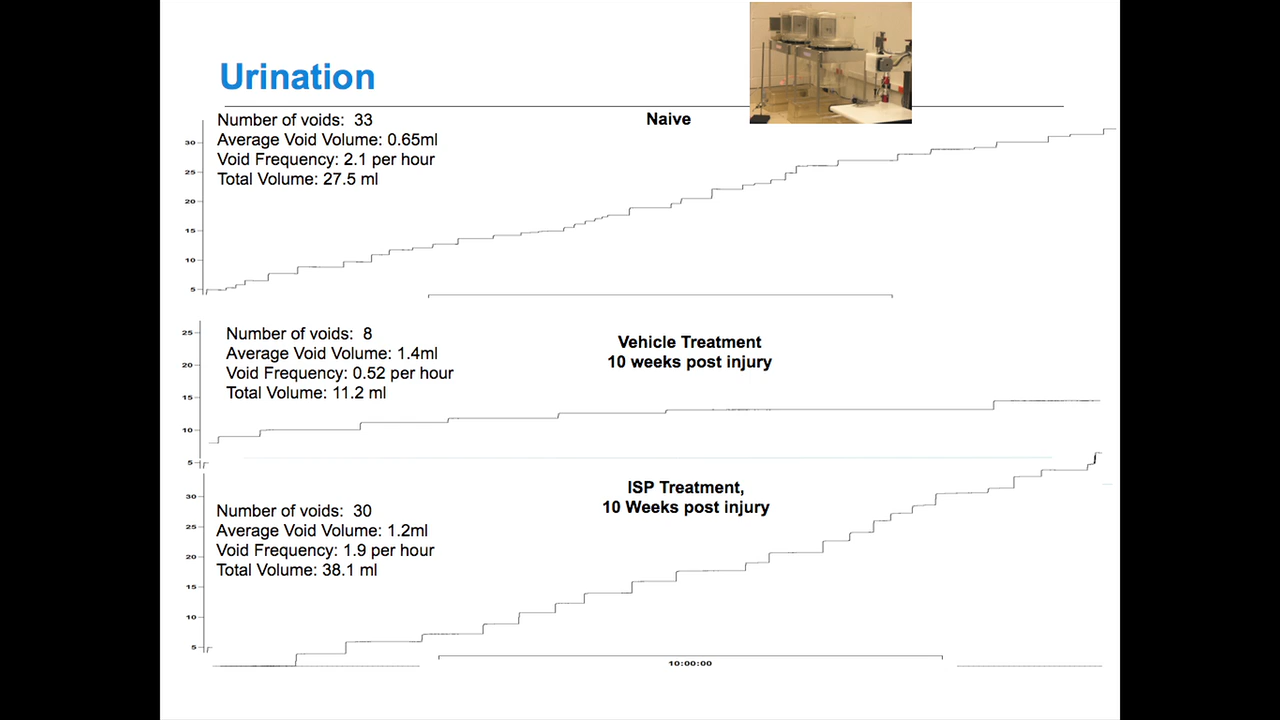 Urination
Number of voids: 33
Average Void Volume: 0.65ml
Void Frequency: 2.1 per hour
Total Volume: 27.5 ml
Naive
30
25
20
15
10
5
Number of voids: 8
Average Void Volume: 1.4ml
Void Frequency: 0.52 per hour
Total Volume: 11.2 ml
Vehicle Treatment
10 weeks post injury
25
20
15
10
5
ISP Treatment,
10 Weeks post injury
Number of voids: 30
Average Void Volume: 1.2ml
Void Frequency: 1.9 per hour
Total Volume: 38.1 ml
30
25
20
15
10
5
10:00:00